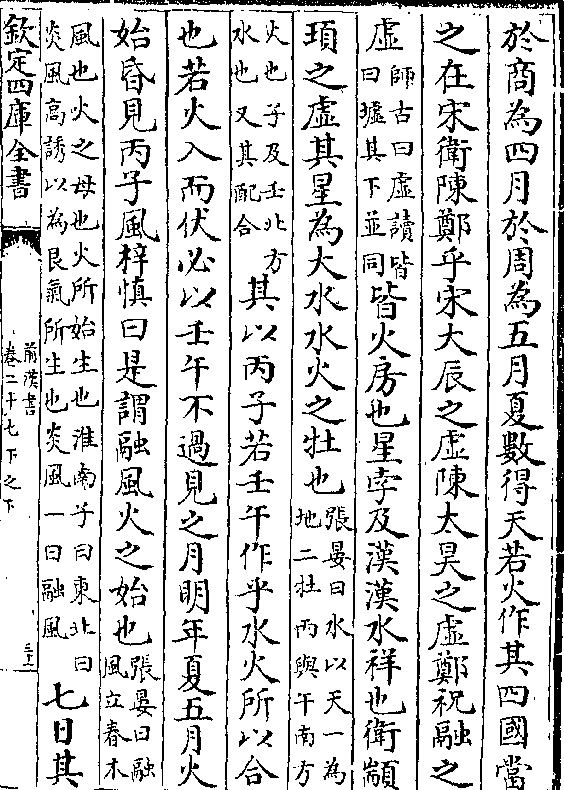 於商為四月於周為五月夏數得天若火作其四國當
之在宋衛陳鄭乎宋大辰之虛陳太昊之虛鄭祝融之
虛師古曰虛讀皆曰墟其下並同皆火房也星孛及漢漢水祥也衛顓
頊之虛其星為大水水火之牡也張晏曰水以天一為地二牡丙與午南方
火也子及壬北方水也又其配合其以丙子若壬午作乎水火所以合
也若火入而伏必以壬午不過見之月明年夏五月火
始昏見丙子風梓慎曰是謂融風火之始也張晏曰融風立春木
風也火之母也火所始生也淮南子曰東北曰炎風高誘以為艮氣所生也炎風一曰融風七日其
欽定四庫全書
前漢書
卷二十七下之下